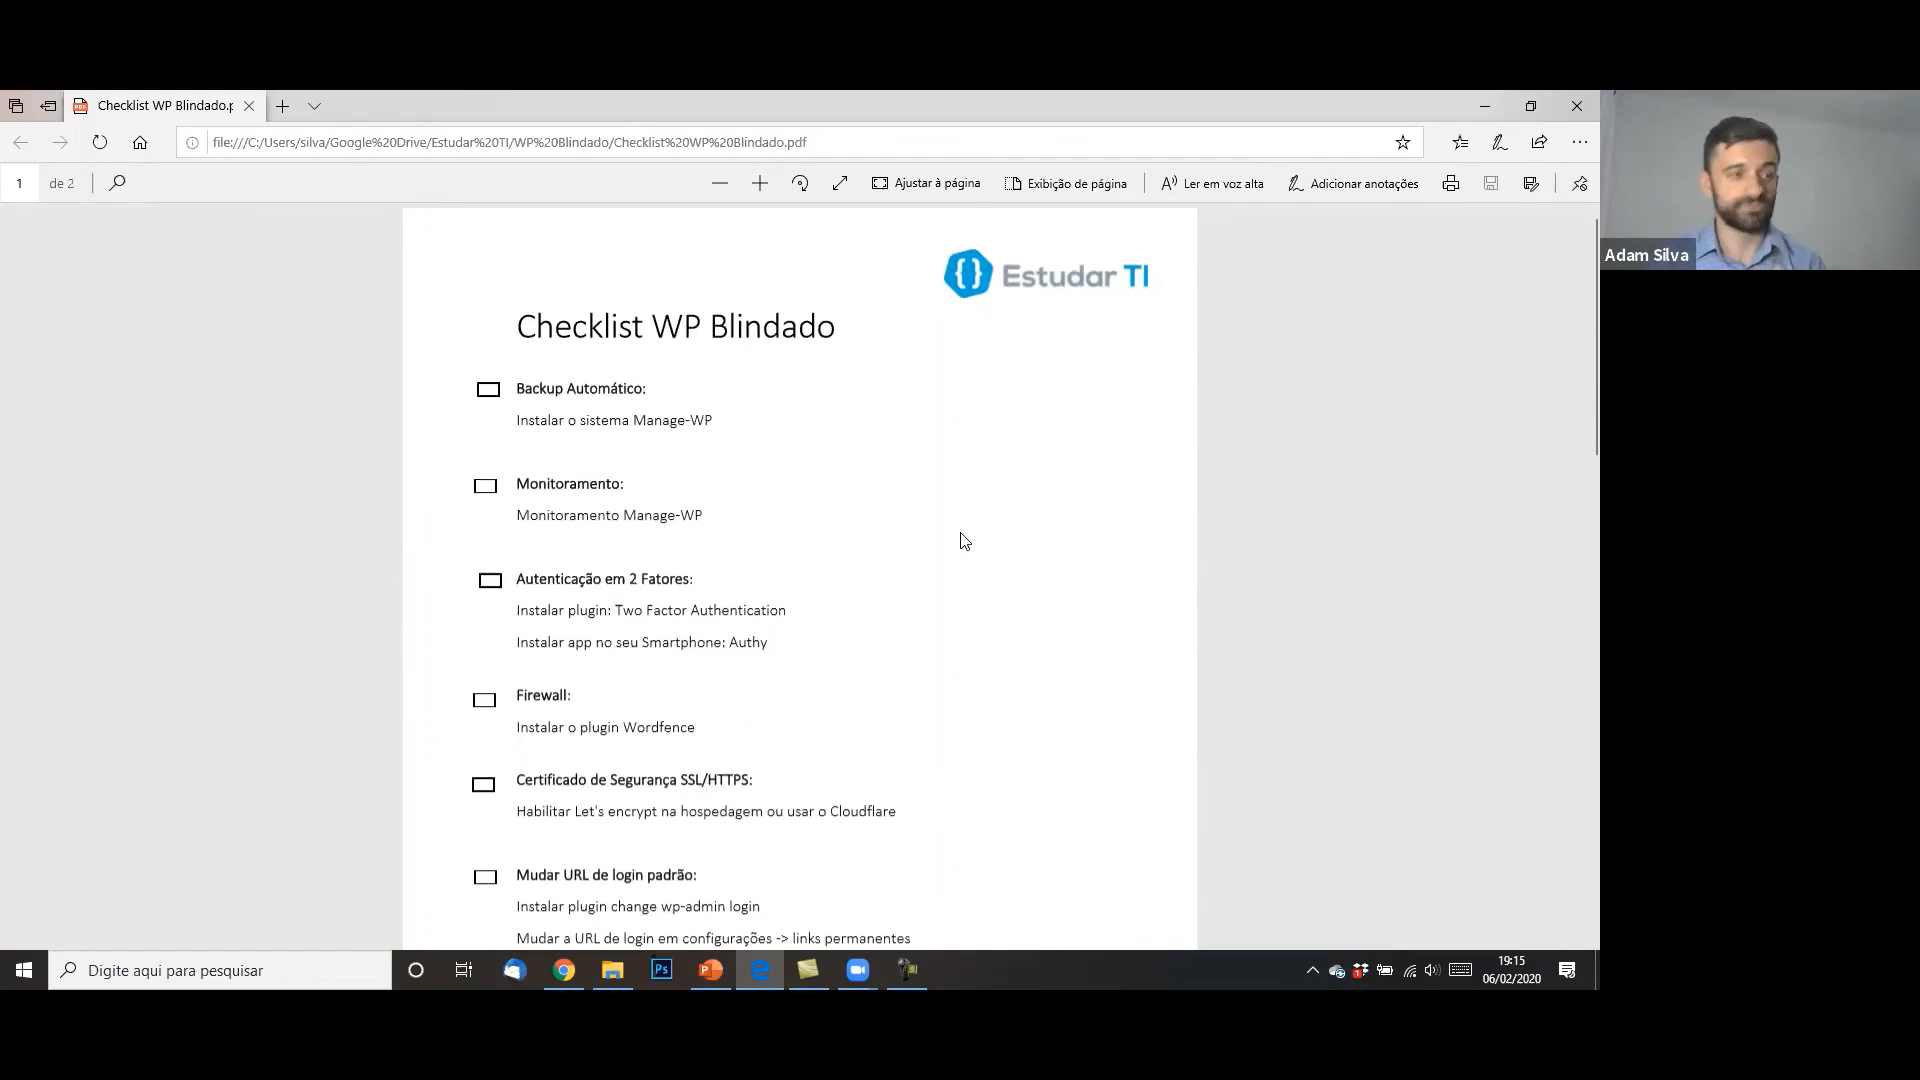 Checklist WP Blindado.p
file:///C:/Users/silva/Google%20Drive/Estudar%20TI/WP%20Blindado/Checklist%20WP%20Blindado.pdf
1 de 2
Ajustar à página
Exibição de página
Ler em voz alta
Adicionar anotações
Adam Silva
{} Estudar TI
Checklist WP Blindado
Backup Automático:
Instalar o sistema Manage-WP
Monitoramento:
Monitoramento Manage-WP
Autenticação em 2 Fatores:
Instalar plugin: Two Factor Authentication
Instalar app no seu Smartphone: Authy
Firewall:
Instalar o plugin Wordfence
Certificado de Segurança SSL/HTTPS:
Habilitar Let's encrypt na hospedagem ou usar o Cloudflare
Mudar URL de login padrão:
Instalar plugin change wp-admin login
Mudar a URL de login em configurações -> links permanentes
Digite aqui para pesquisar
Ps
19:15
06/02/2020